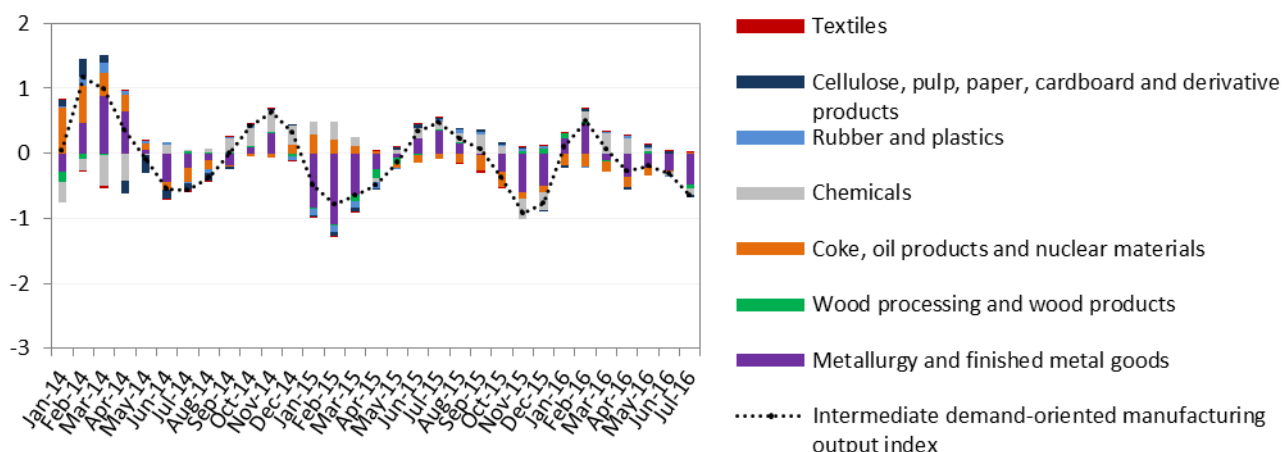 2
1
0
-1
-2
-3
Jan-14
Feb-14
Mar-14
Apr-14
May-14
Jun-14
Jul-14
Aug-14
Sep-14
Oct-14
Nov-14
Dec-14
Jan-15
Feb-15
Mar-15
Apr-15
May-15
Jun-15
Jul-15
Aug-15
Sep-15
Oct-15
Nov-15
Dec-15
Jan-16
Feb-16
Mar-16
Apr-16
May-16
Jun-16
Jul-16
Textiles
Cellulose, pulp, paper, cardboard and derivative
products
Rubber and plastics
Chemicals
Coke, oil products and nuclear materials
Wood processing and wood products
Metallurgy and finished metal goods
Intermediate demand-oriented manufacturing
output index